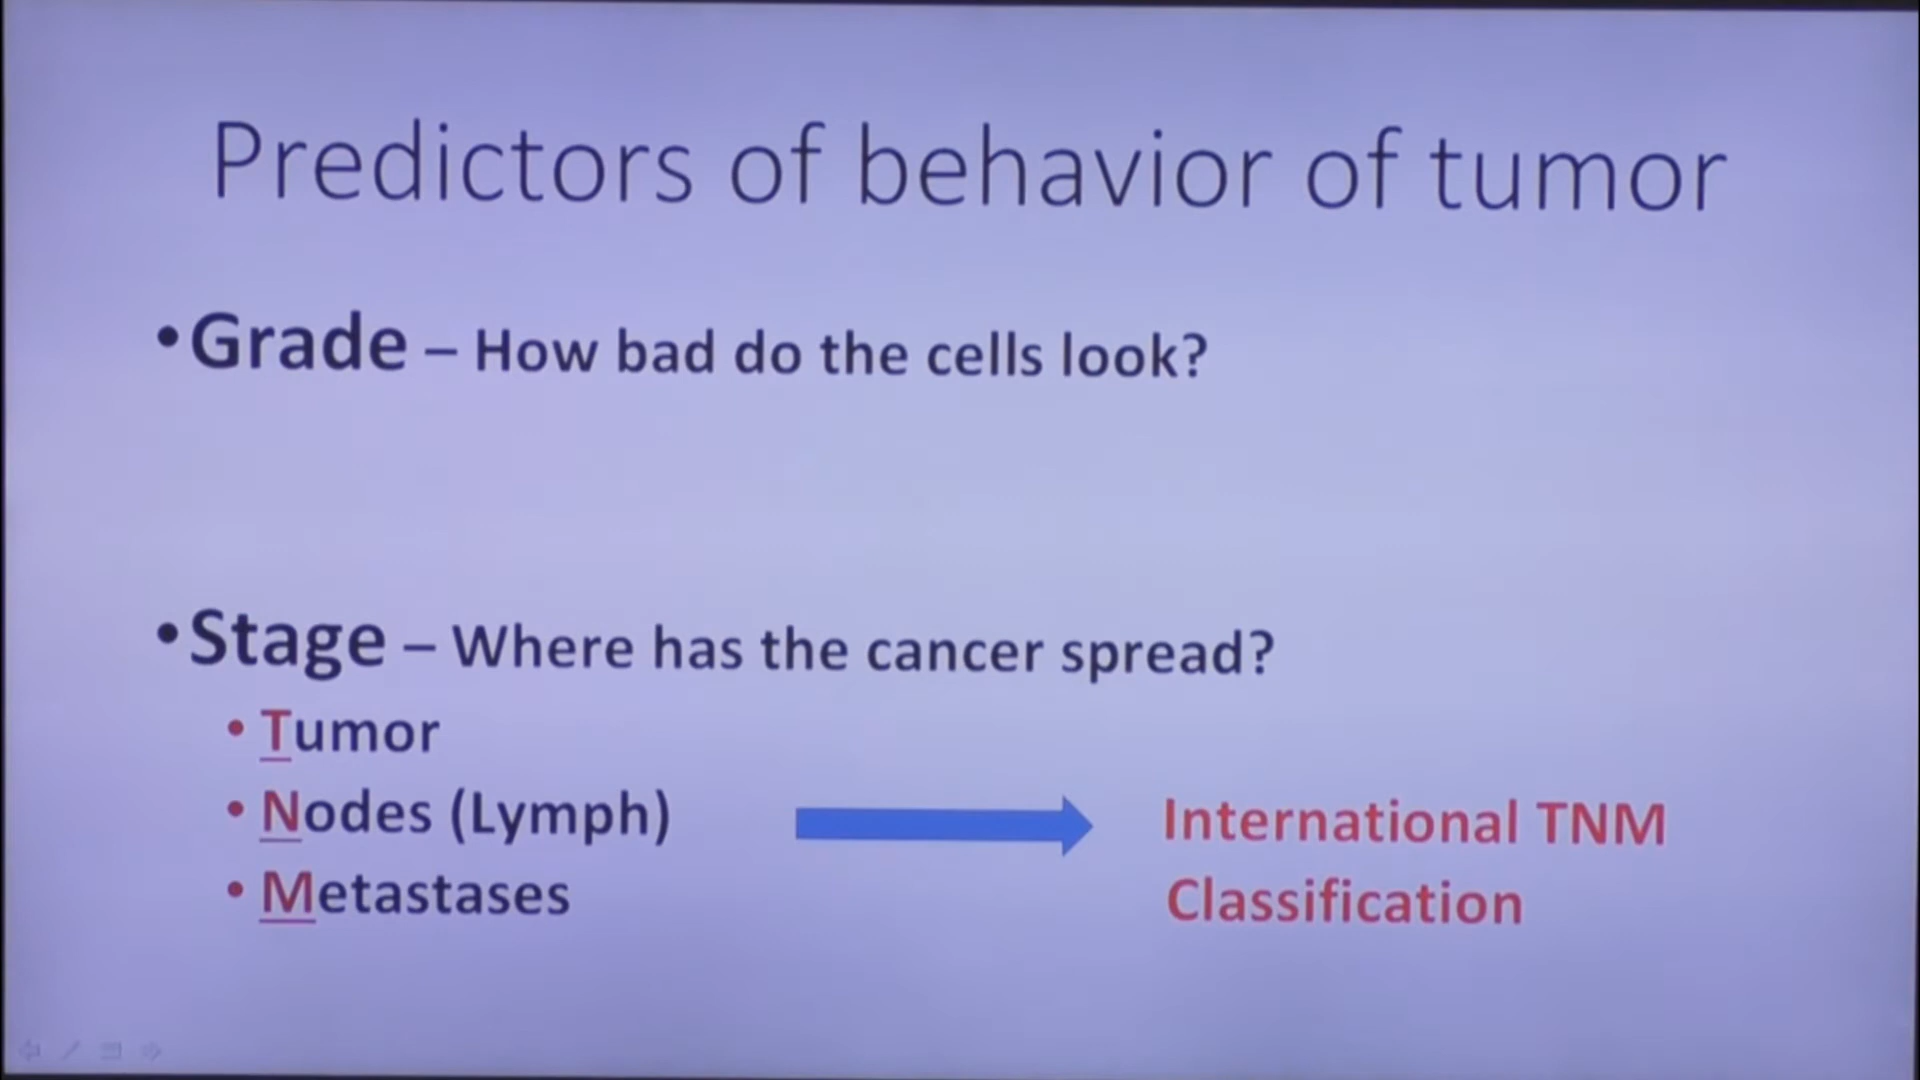 Predictors of behavior of tumor
•Grade – How bad do the cells look?
•Stage – Where has the cancer spread?
• Tumor
• Nodes (Lymph)
• Metastases
International TNM
Classification